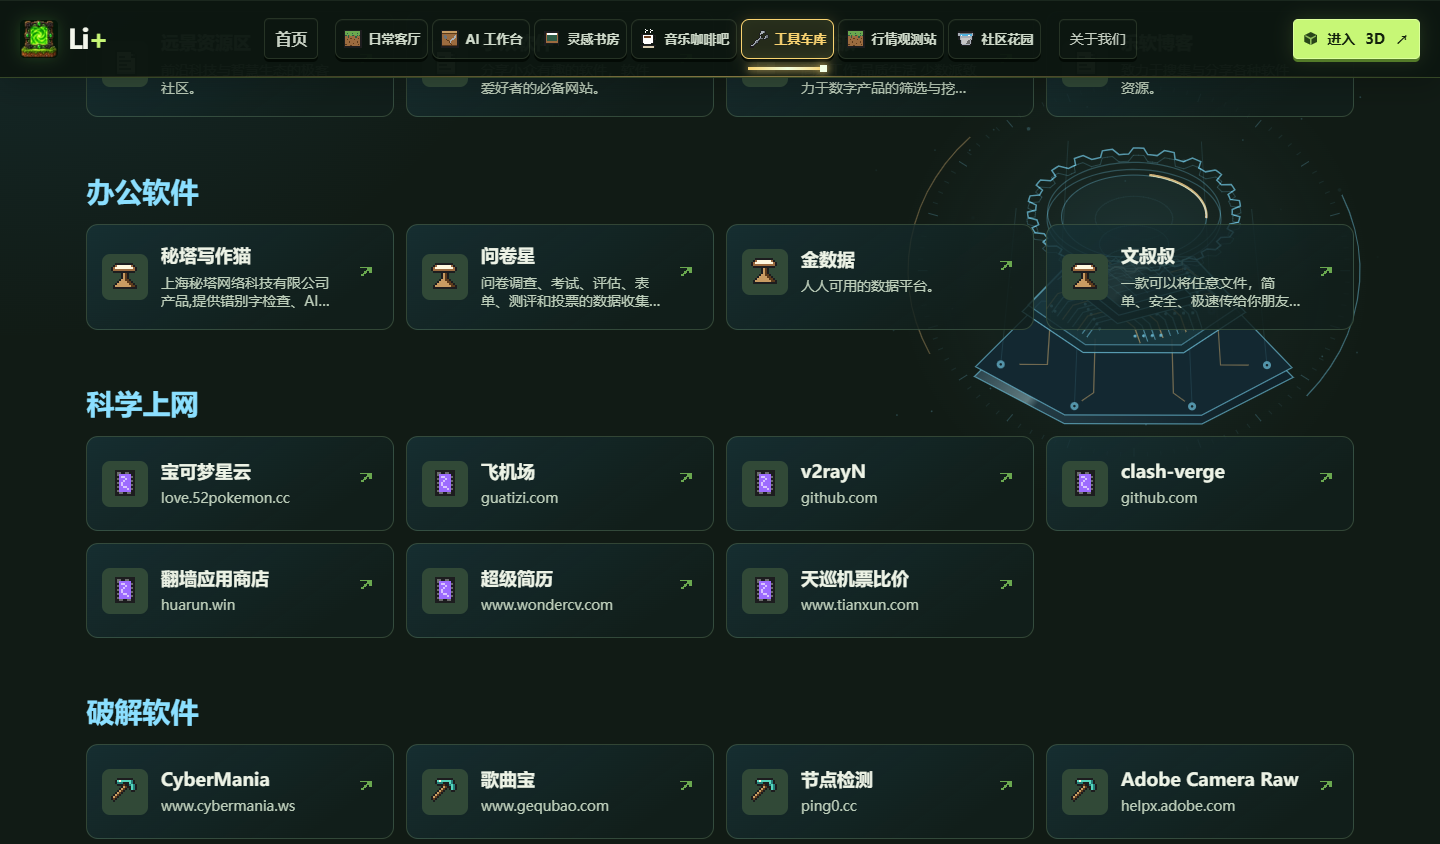 Li+
首页
日常客厅
AI 工作台
灵感书房
音乐咖啡吧
工具车库
行情观测站
社区花园
关于我们
进入 3D
社区。
爱好者的必备网站。
力于数字产品的筛选与挖...
资源。
办公软件
秘塔写作猫
上海秘塔网络科技有限公司
产品,提供错别字检查、AI...
问卷星
问卷调查、考试、评估、表
单、测评和投票的数据收集...
金数据
人人可用的数据平台。
文叔叔
一款可以将任意文件，简
单、安全、极速传给你朋友...
科学上网
宝可梦星云
love.52pokemon.cc
飞机场
guatizi.com
v2rayN
github.com
clash-verge
github.com
翻墙应用商店
huarun.win
超级简历
www.wondercv.com
天巡机票比价
www.tianxun.com
破解软件
CyberMania
www.cybermania.ws
歌曲宝
www.gequbao.com
节点检测
ping0.cc
Adobe Camera Raw
helpx.adobe.com